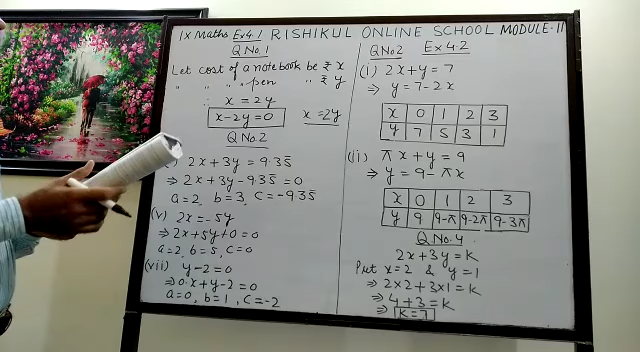 IX Maths Ex 4.1 RISHIKUL ONLINE SCHOOL MODULE-11
Q No. 1
Let cost of a notebook be ₹ x
" " " pen " ₹ y
∴ x = 2y
x - 2y = 0 x = 2y
Q No. 2
) 2x + 3y = 9.35̅
⇒ 2x + 3y - 9.35̅ = 0
a = 2, b = 3, c = -9.35̅
(v) 2x = -5y
⇒ 2x + 5y + 0 = 0
a = 2, b = 5, c = 0
(vii) y - 2 = 0
⇒ 0·x + y - 2 = 0
a = 0, b = 1, c = -2
Q No 2 Ex 4.2
(i) 2x + y = 7
⇒ y = 7 - 2x
x 0 1 2 3
y 7 5 3 1
(ii) πx + y = 9
⇒ y = 9 - πx
x 0 1 2 3
y 9 9-π 9-2π 9-3π
Q No. 4
2x + 3y = K
Put x = 2 & y = 1
⇒ 2×2 + 3×1 = K
⇒ 4 + 3 = K
⇒ K = 7